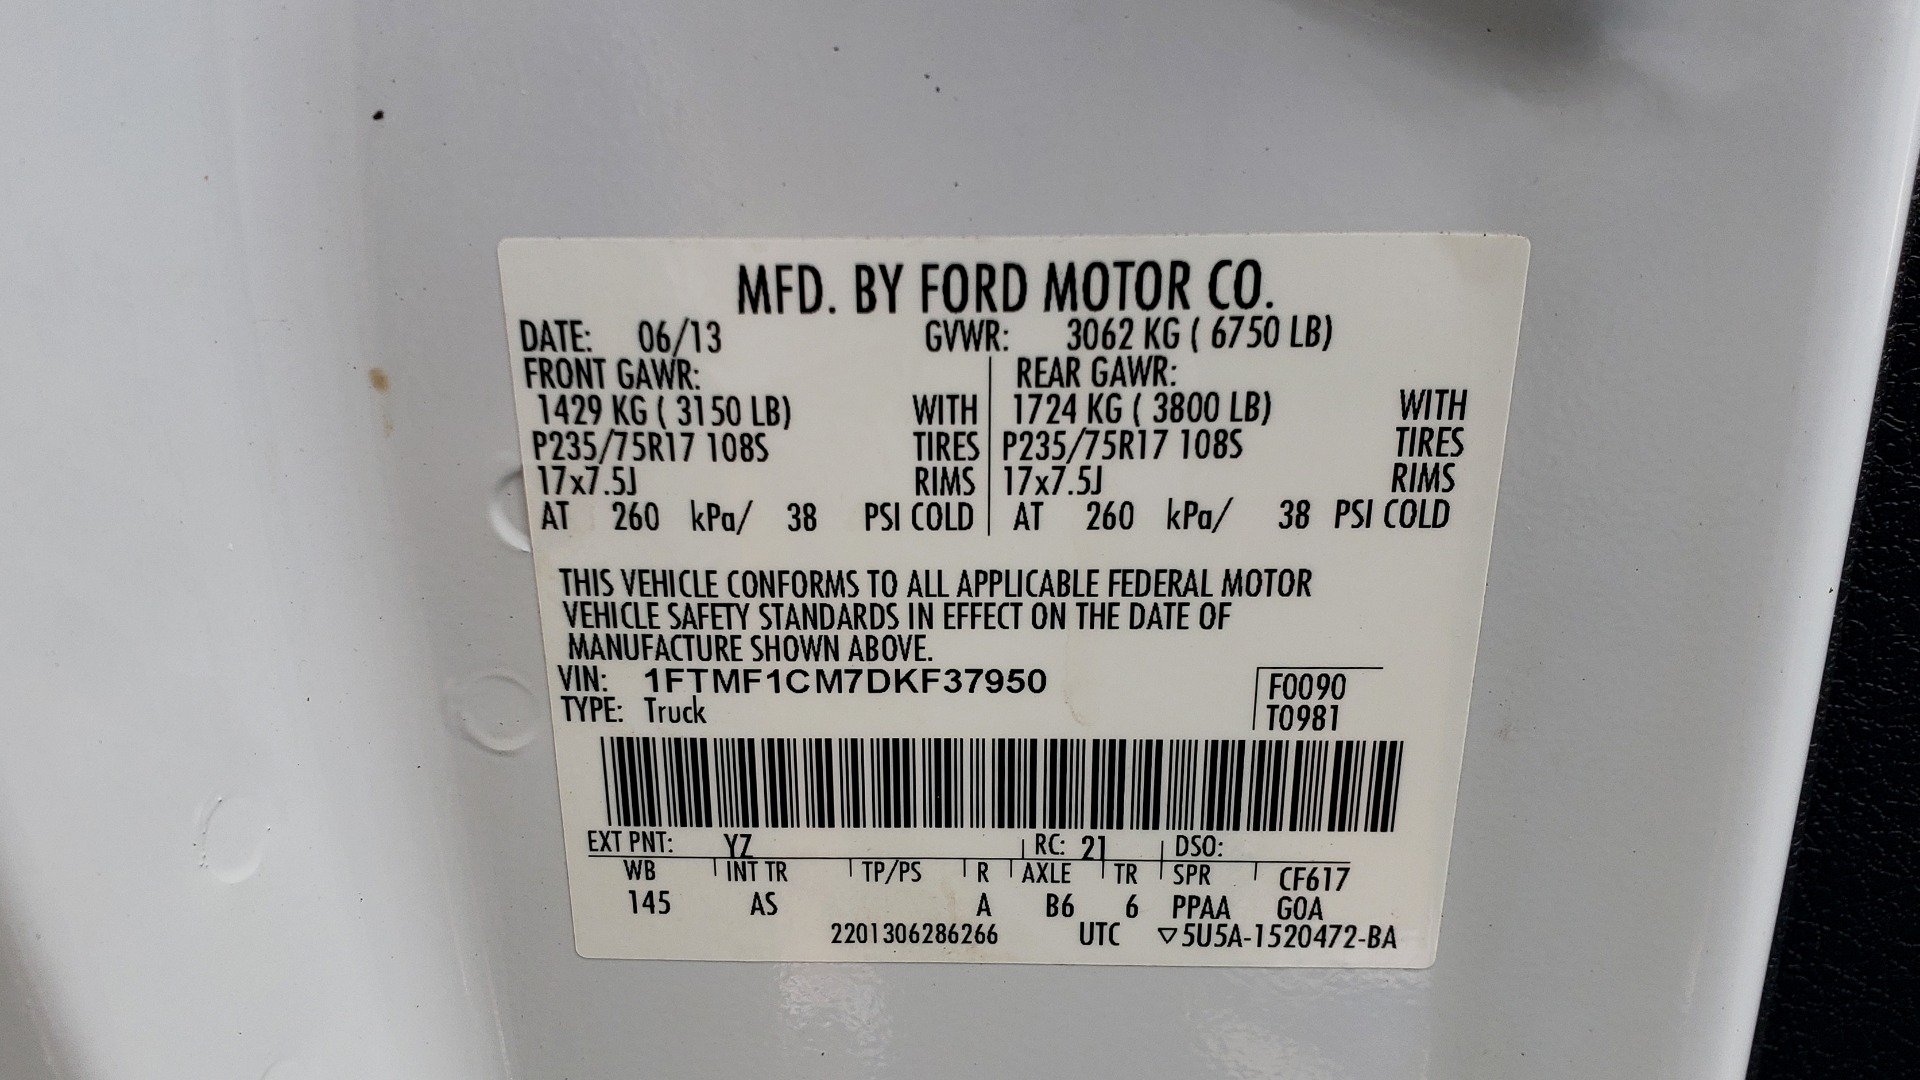 MFD. BY FORD MOTOR CO.
DATE: 06/13 GVWR: 3062 KG ( 6750 LB)
FRONT GAWR: REAR GAWR:
1429 KG ( 3150 LB) WITH 1724 KG ( 3800 LB) WITH
P235/75R17 108S TIRES P235/75R17 108S TIRES
17x7.5J RIMS 17x7.5J RIMS
AT 260 kPa/ 38 PSI COLD AT 260 kPa/ 38 PSI COLD
THIS VEHICLE CONFORMS TO ALL APPLICABLE FEDERAL MOTOR
VEHICLE SAFETY STANDARDS IN EFFECT ON THE DATE OF
MANUFACTURE SHOWN ABOVE.
VIN: 1FTMF1CM7DKF37950 F0090
TYPE: Truck T0981
EXT PNT: YZ RC: 21 DSO:
WB INT TR TP/PS R AXLE TR SPR CF617
145 AS A B6 6 PPAA GOA
2201306286266 UTC ▽5U5A-1520472-BA